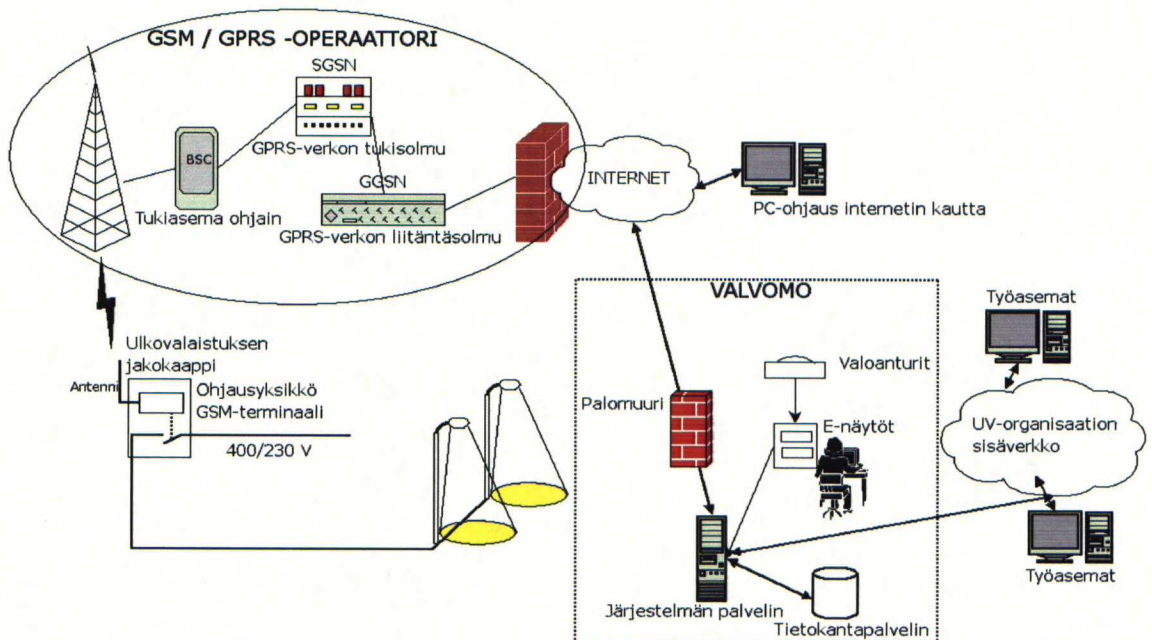 GSM / GPRS -OPERAATTORI
SGSN
BSC
GPRS-verkon tukisolmu
Tukiasema ohjain
GGSN
GPRS-verkon liitäntäsolmu
INTERNET
PC-ohjaus internetin kautta
Ulkovalaistuksen
jakokaappi
Antenni
Ohjausyksikkö
GSM-terminaali
400/230 V
VALVOMO
Valoanturit
Palomuuri
E-näytöt
Järjestelmän palvelin
Tietokantapalvelin
Työasemat
UV-organisaation
sisäverkko
Työasemat